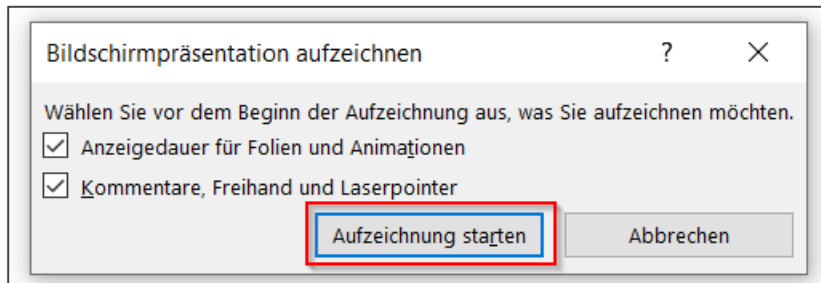 Bildschirmpräsentation aufzeichnen ? ×
Wählen Sie vor dem Beginn der Aufzeichnung aus, was Sie aufzeichnen möchten.
Anzeigedauer für Folien und Animationen
Kommentare, Freihand und Laserpointer
Aufzeichnung starten Abbrechen